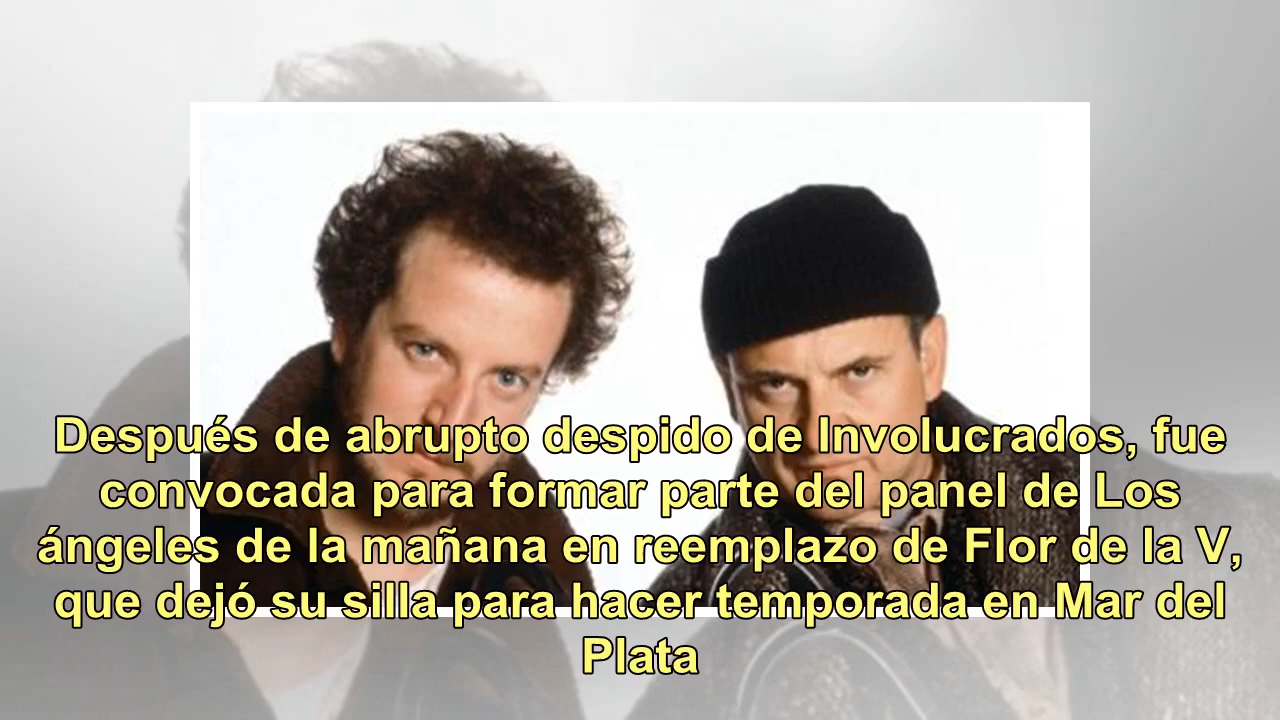 Después de abrupto despido de Involucrados, fue
convocada para formar parte del panel de Los
ángeles de la mañana en reemplazo de Flor de la V,
que dejó su silla para hacer temporada en Mar del
Plata